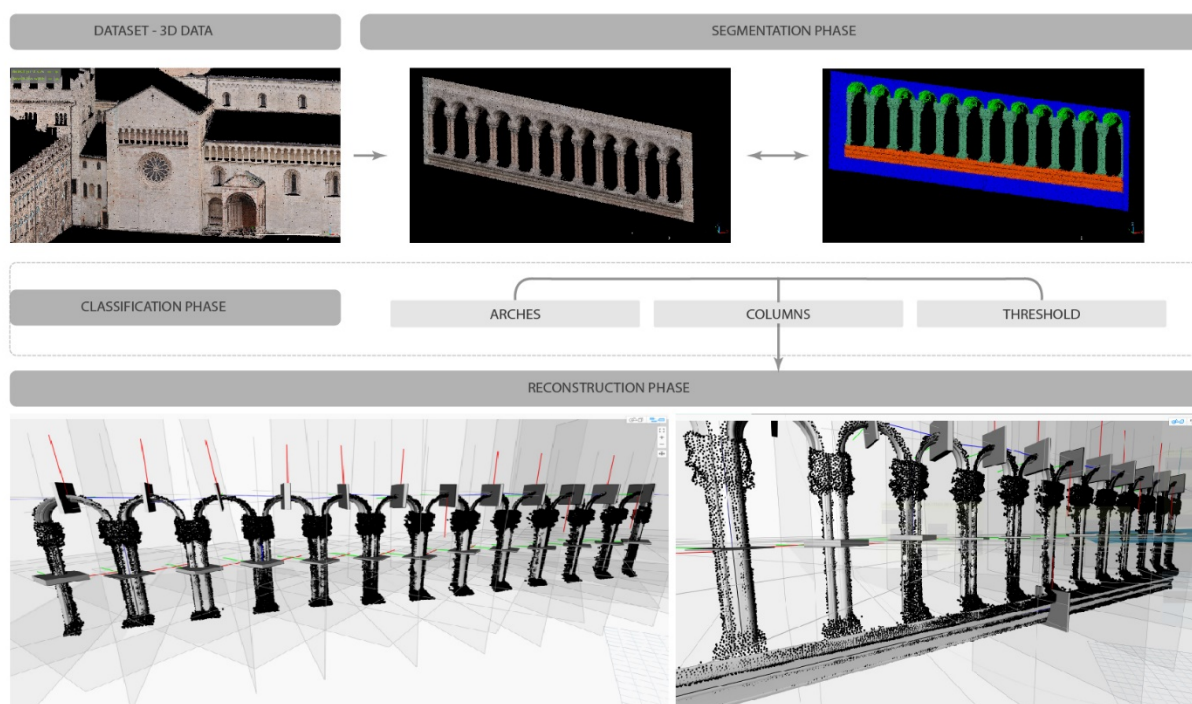 DATASET - 3D DATA
SEGMENTATION PHASE
CLASSIFICATION PHASE
ARCHES
COLUMNS
THRESHOLD
RECONSTRUCTION PHASE